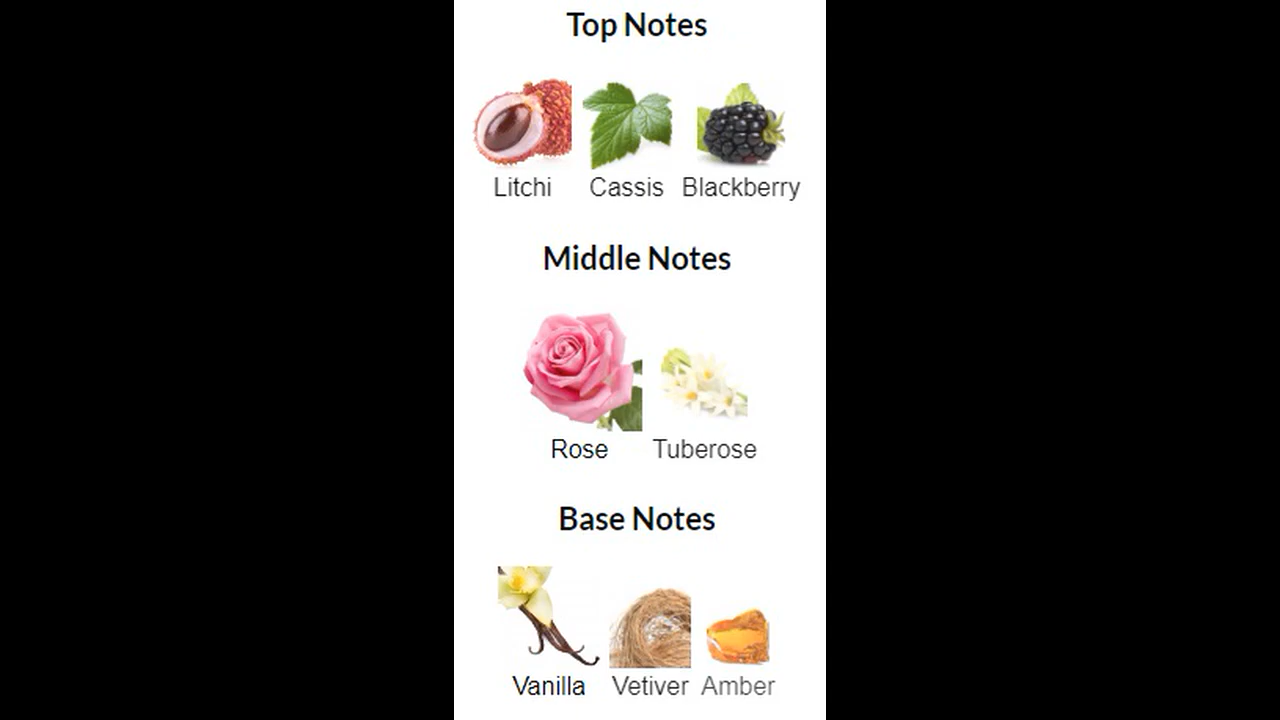 Top Notes
Litchi Cassis Blackberry
Middle Notes
Rose Tuberose
Base Notes
Vanilla Vetiver Amber